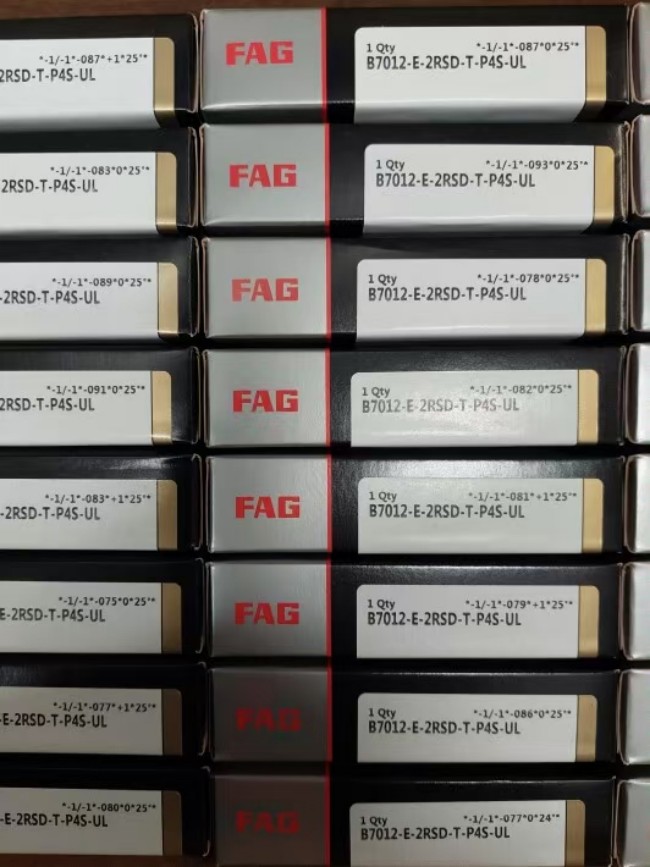 *-1/-1*-087*+1*25'*
2RSD-T-P4S-UL
FAG
1 Qty *-1/-1*-087*0*25'*
B7012-E-2RSD-T-P4S-UL
*-1/-1*-083*0*25'*
2RSD-T-P4S-UL
FAG
1 Qty *-1/-1*-093*0*25'*
B7012-E-2RSD-T-P4S-UL
*-1/-1*-089*0*25'*
-2RSD-T-P4S-UL
FAG
1 Qty *-1/-1*-078*0*25'*
B7012-E-2RSD-T-P4S-UL
*-1/-1*-091*0*25'*
2RSD-T-P4S-UL
FAG
1 Qty *-1/-1*-082*0*25'*
B7012-E-2RSD-T-P4S-UL
*-1/-1*-083*+1*25'*
-2RSD-T-P4S-UL
FAG
1 Qty *-1/-1*-081*+1*25'*
B7012-E-2RSD-T-P4S-UL
*-1/-1*-075*0*25'*
E-2RSD-T-P4S-UL
FAG
1 Qty *-1/-1*-079*+1*25'*
B7012-E-2RSD-T-P4S-UL
*-1/-1*-077*+1*25'*
-E-2RSD-T-P4S-UL
FAG
1 Qty *-1/-1*-086*0*25'*
B7012-E-2RSD-T-P4S-UL
*-1/-1*-080*0*25'*
-E-2RSD-T-P4S-UL
FAG
1 Qty *-1/-1*-077*0*24'*
B7012-E-2RSD-T-P4S-UL